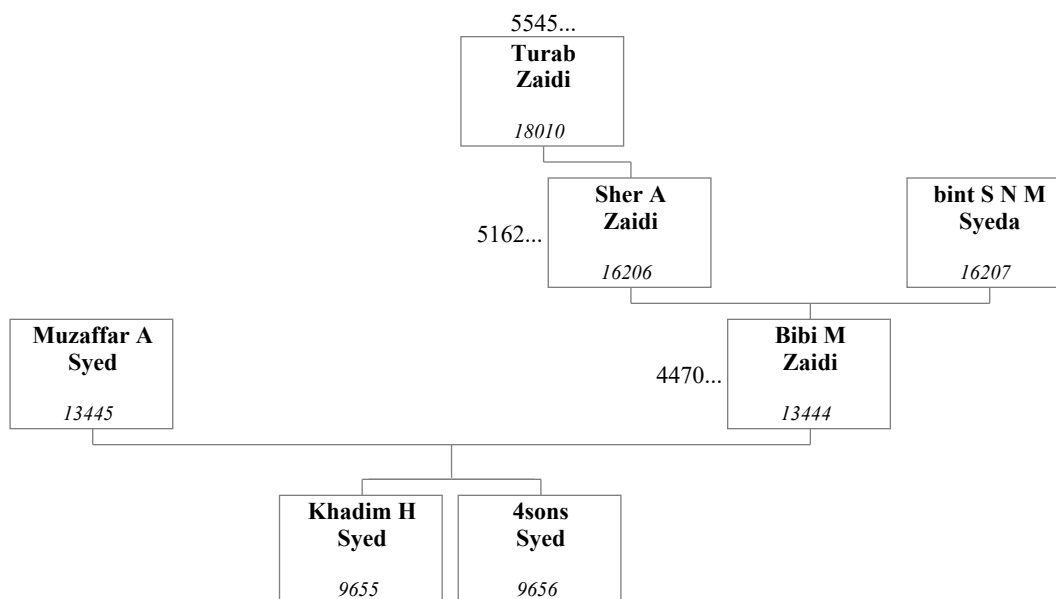 5545...
Turab
Zaidi
18010
Sher A
Zaidi
16206
5162...
bint S N M
Syeda
16207
Muzaffar A
Syed
13445
Bibi M
Zaidi
13444
4470...
Khadim H
Syed
9655
4sons
Syed
9656